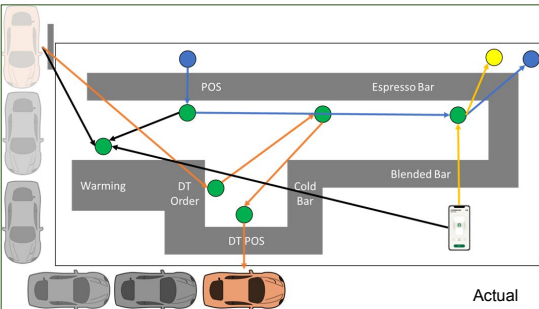 POS
Espresso Bar
Blended Bar
Warming
DT
Order
Cold
Bar
DT POS
Actual